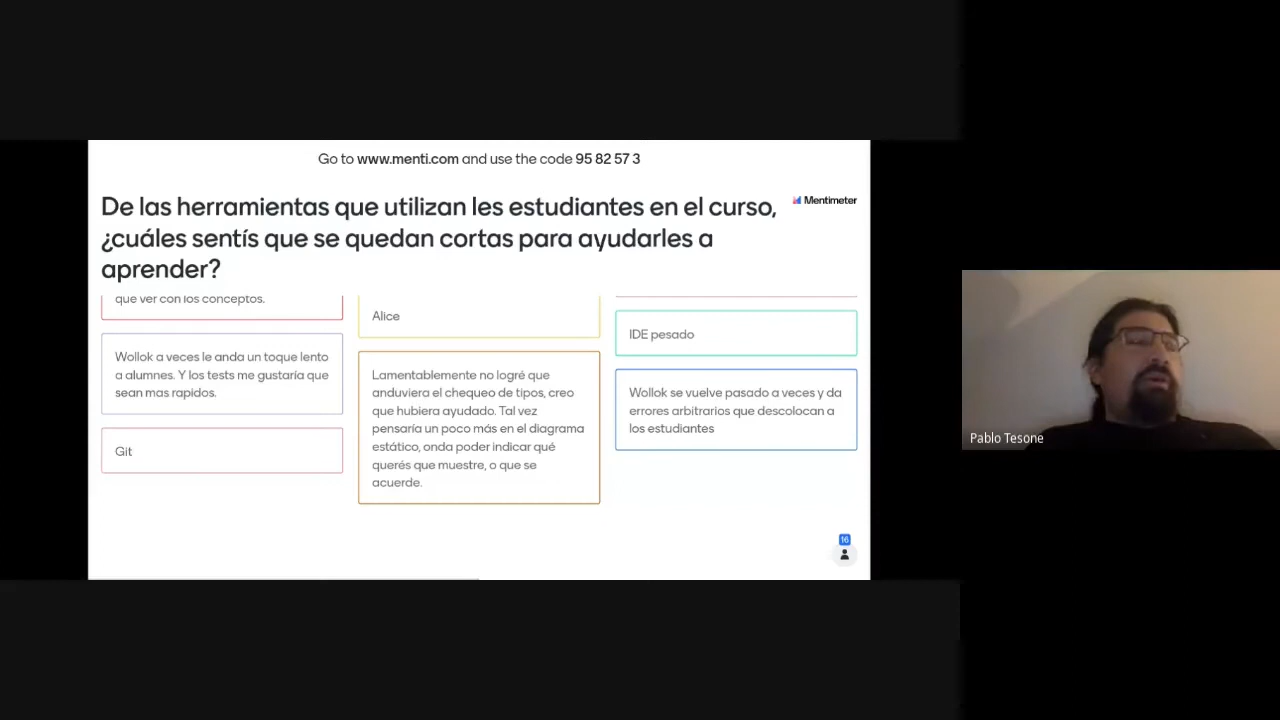 Go to www.menti.com and use the code 95 82 57 3
De las herramientas que utilizan les estudiantes en el curso,
¿cuáles sentís que se quedan cortas para ayudarles a
aprender?
Mentimeter
que ver con los conceptos.
Wollok a veces le anda un toque lento
a alumnes. Y los tests me gustaría que
sean mas rapidos.
Git
Alice
Lamentablemente no logré que
anduviera el chequeo de tipos, creo
que hubiera ayudado. Tal vez
pensaría un poco más en el diagrama
estático, onda poder indicar qué
querés que muestre, o que se
acuerde.
IDE pesado
Wollok se vuelve pasado a veces y da
errores arbitrarios que descolocan a
los estudiantes
16
Pablo Tesone